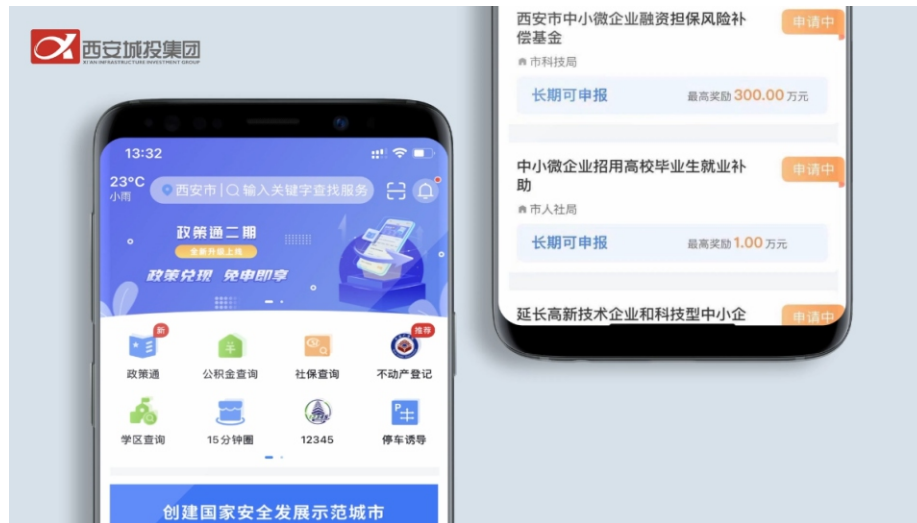 西安城投集团
XI'AN INFRASTRUCTURE INVESTMENT GROUP
13:32
23°C
小雨
西安市 | 输入关键字查找服务
政策通二期
全新升级上线
政策兑现 免申即享
新
推荐
政策通
公积金查询
社保查询
不动产登记
学区查询
15分钟圈
12345
停车诱导
创建国家安全发展示范城市
西安市中小微企业融资担保风险补
偿基金
申请中
市科技局
长期可申报
最高奖励 300.00 万元
中小微企业招用高校毕业生就业补
助
申请中
市人社局
长期可申报
最高奖励 1.00 万元
延长高新技术企业和科技型中小企
申请中